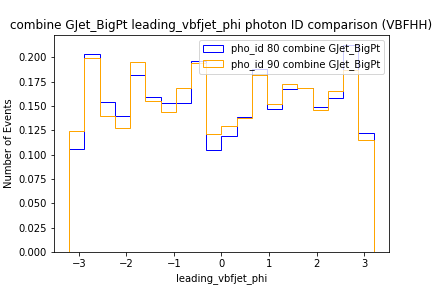 combine GJet_BigPt leading_vbfjet_phi photon ID comparison (VBFHH)
pho_id 80 combine GJet_BigPt
pho_id 90 combine GJet_BigPt
Number of Events
0.200
0.175
0.150
0.125
0.100
0.075
0.050
0.025
0.000
−3 −2 −1 0 1 2 3
leading_vbfjet_phi